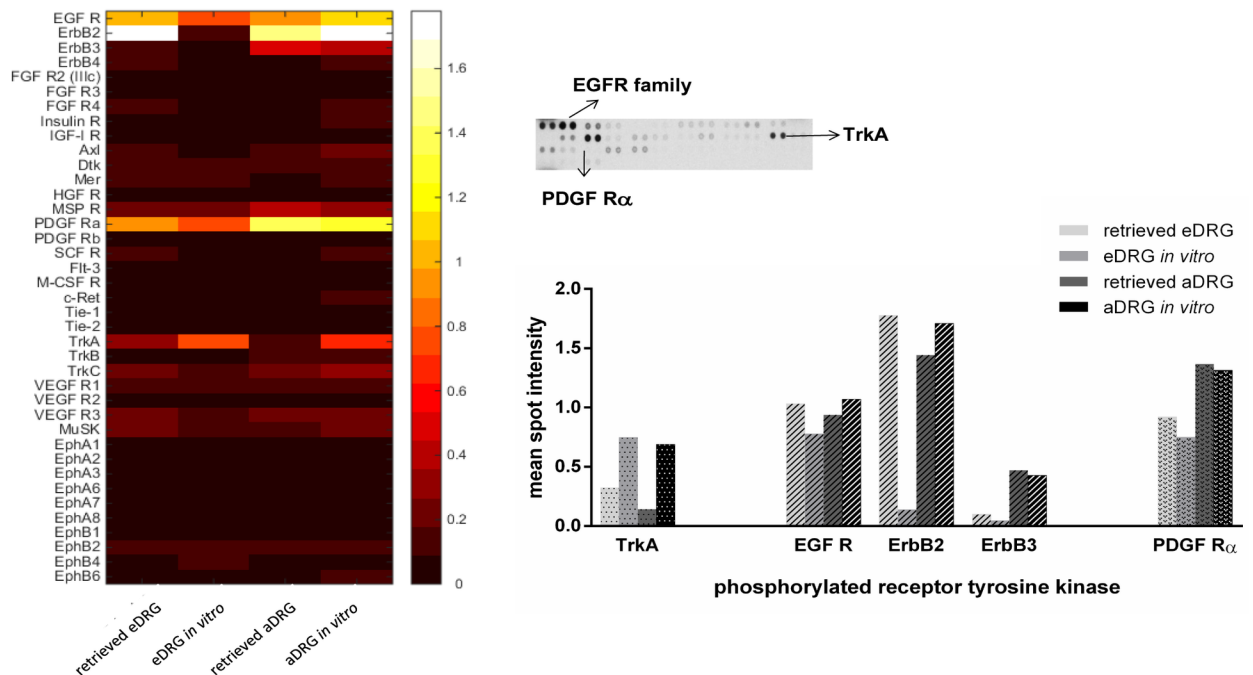 EGF R
ErbB2
ErbB3
ErbB4
FGF R2 (IIIc)
FGF R3
FGF R4
Insulin R
IGF-I R
Axl
Dtk
Mer
HGF R
MSP R
PDGF Ra
PDGF Rb
SCF R
Flt-3
M-CSF R
c-Ret
Tie-1
Tie-2
TrkA
TrkB
TrkC
VEGF R1
VEGF R2
VEGF R3
MuSK
EphA1
EphA2
EphA3
EphA6
EphA7
EphA8
EphB1
EphB2
EphB4
EphB6
retrieved eDRG
eDRG in vitro
retrieved aDRG
aDRG in vitro
1.6
1.4
1.2
1
0.8
0.6
0.4
0.2
0
EGFR family
TrkA
PDGF Rα
retrieved eDRG
eDRG in vitro
retrieved aDRG
aDRG in vitro
mean spot intensity
2.0
1.5
1.0
0.5
0.0
TrkA
EGF R
ErbB2
ErbB3
PDGF Rα
phosphorylated receptor tyrosine kinase